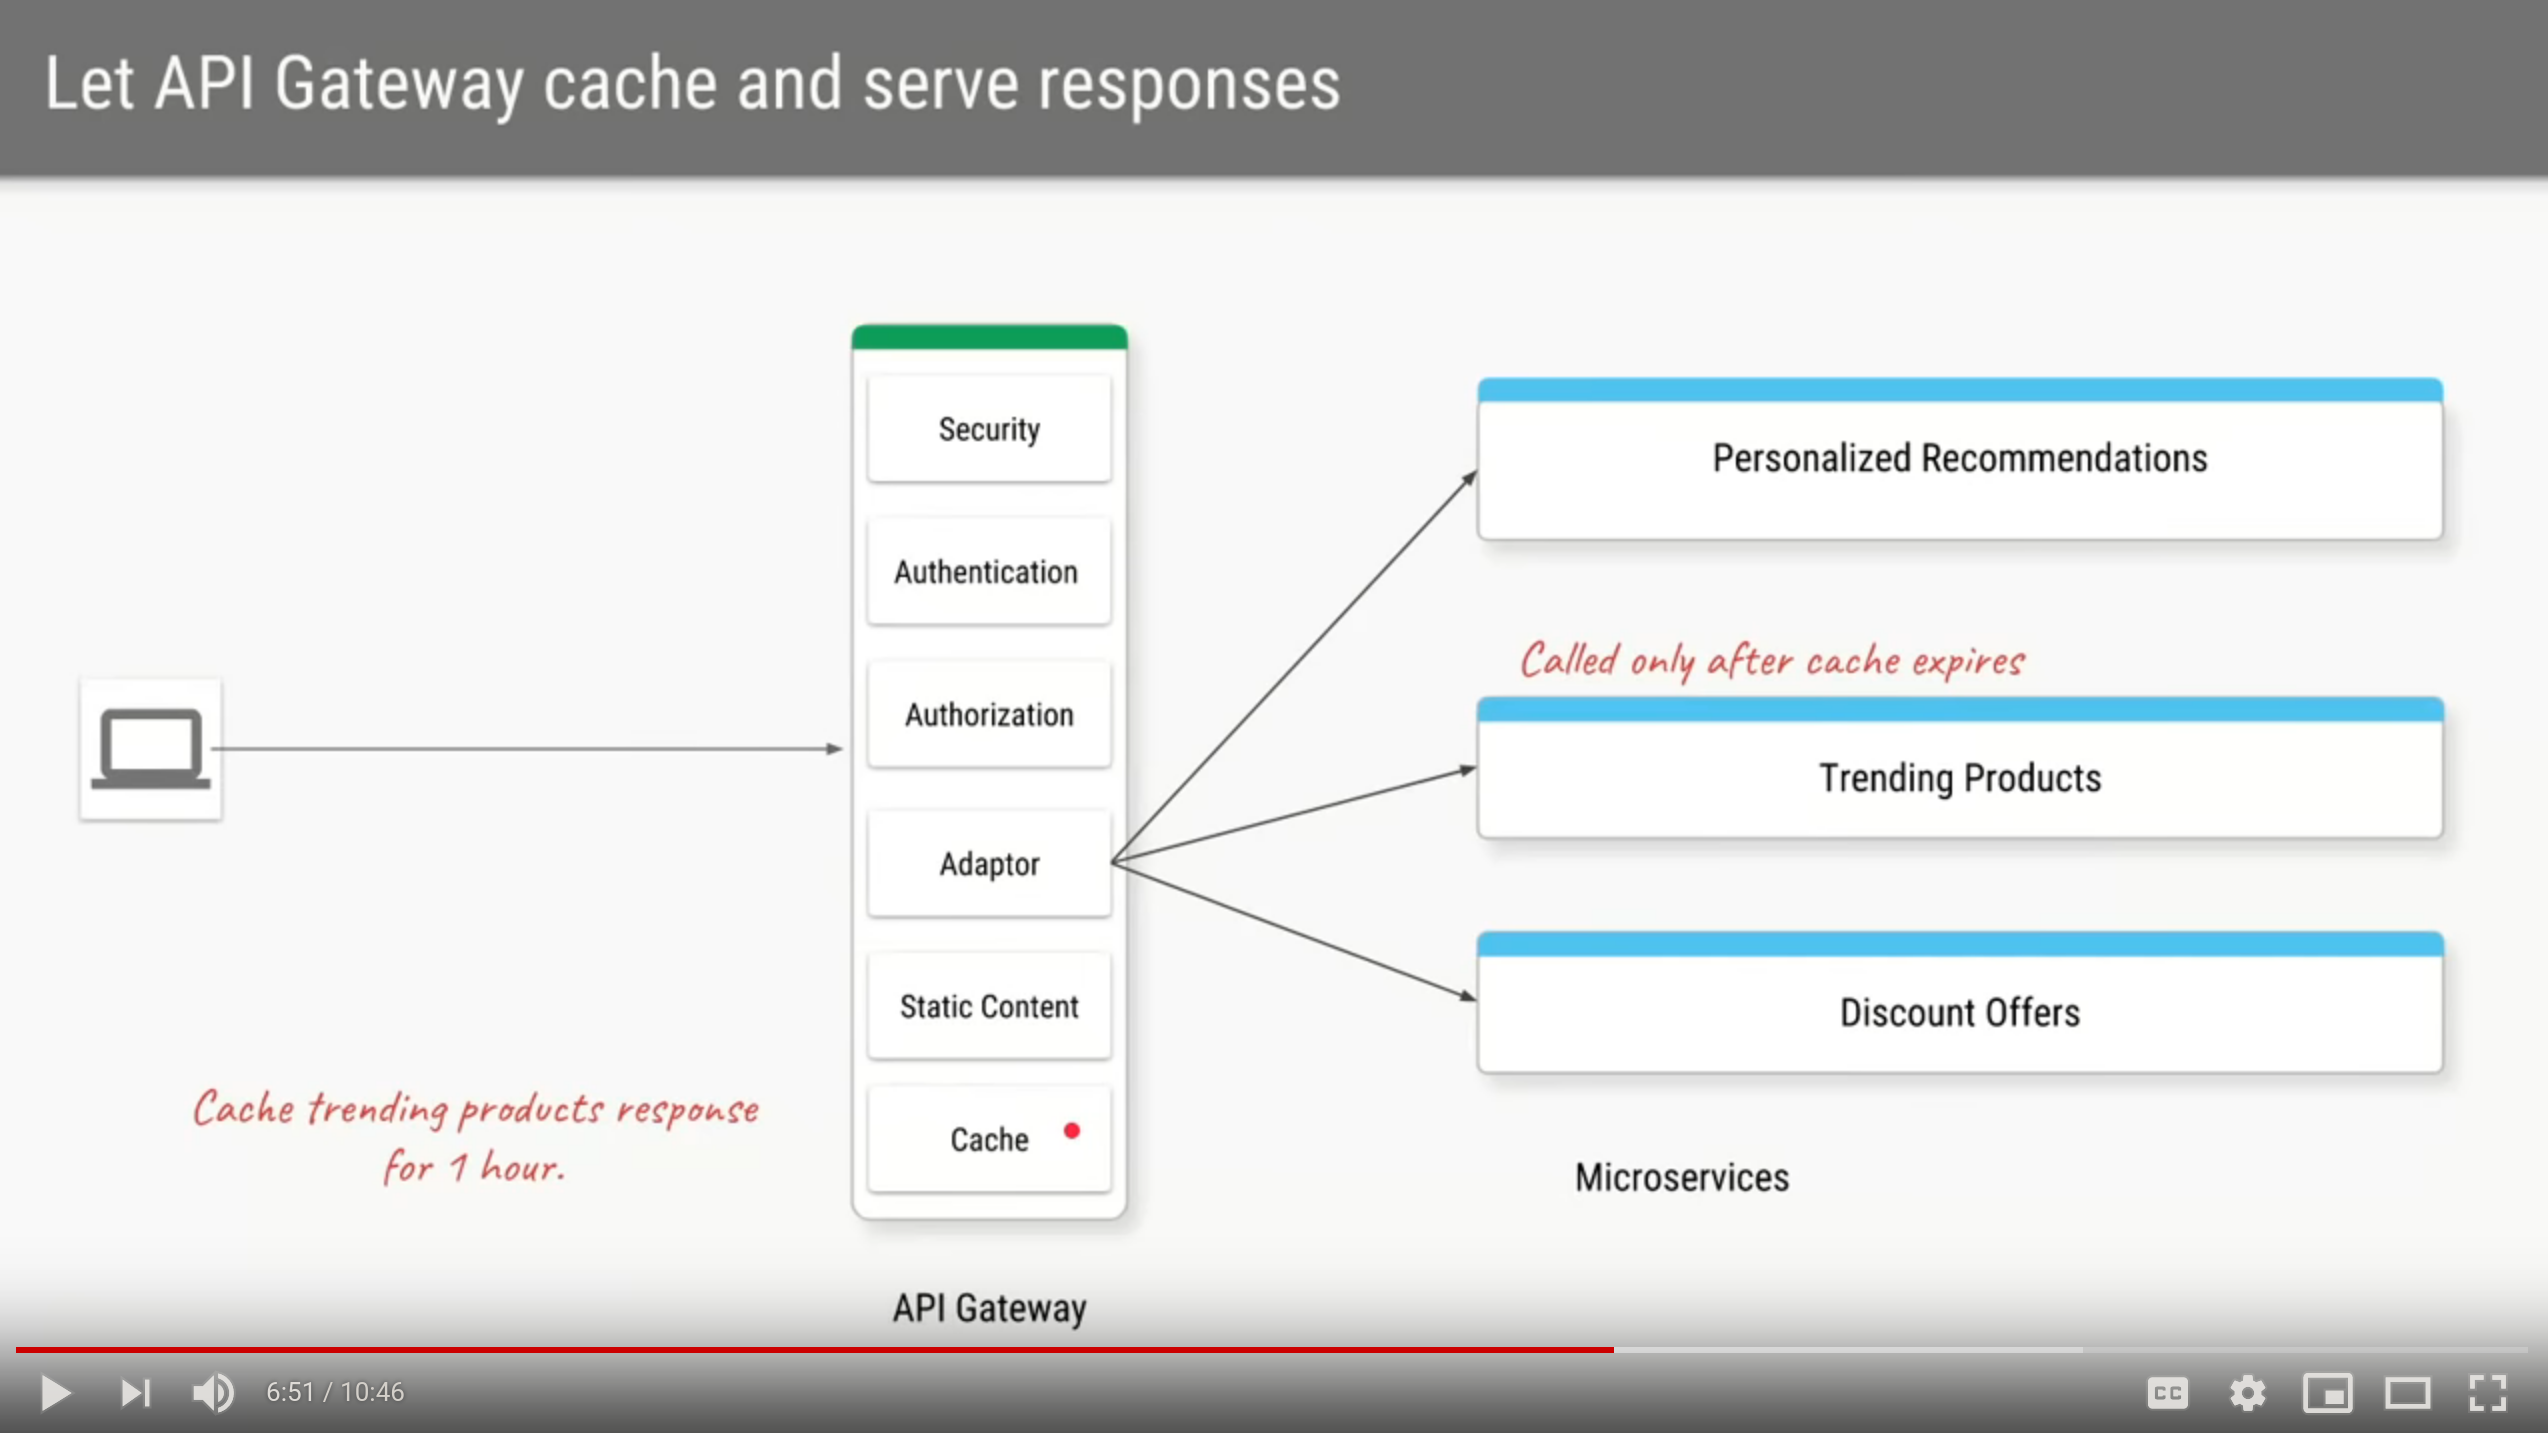 Let API Gateway cache and serve responses
Security
Authentication
Authorization
Adaptor
Static Content
Cache
API Gateway
Cache trending products response
for 1 hour.
Personalized Recommendations
Called only after cache expires
Trending Products
Discount Offers
Microservices
6:51 / 10:46
CC